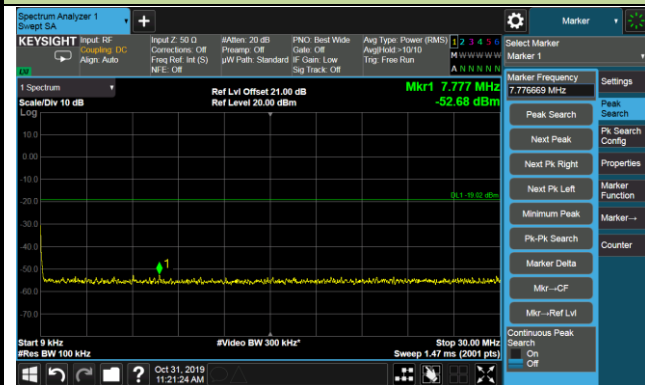 Spectrum Analyzer 1
Swept SA
+
Marker
KEYSIGHT Input: RF
Coupling: DC
Align: Auto
Input Z: 50 Ω
Corrections: Off
Freq Ref: Int (S)
NFE: Off
#Atten: 20 dB
Preamp: Off
µW Path: Standard
PNO: Best Wide
Gate: Off
IF Gain: Low
Sig Track: Off
Avg Type: Power (RMS)
Avg|Hold:>10/10
Trig: Free Run
1 2 3 4 5 6
M W W W W W
A N N N N N
Select Marker
Marker 1
1 Spectrum
Scale/Div 10 dB
Log
Ref Lvl Offset 21.00 dB
Ref Level 20.00 dBm
Mkr1 7.777 MHz
-52.68 dBm
10.0
0.00
-10.0
-20.0
-30.0
-40.0
-50.0
-60.0
-70.0
DL1 -19.02 dBm
1
Start 9 kHz
#Res BW 100 kHz
#Video BW 300 kHz*
Stop 30.00 MHz
Sweep 1.47 ms (2001 pts)
Marker Frequency
7.776669 MHz
Peak Search
Next Peak
Next Pk Right
Next Pk Left
Minimum Peak
Pk-Pk Search
Marker Delta
Mkr→CF
Mkr→Ref Lvl
Continuous Peak
Search
On
Off
Settings
Peak
Search
Pk Search
Config
Properties
Marker
Function
Marker→
Counter
?
Oct 31, 2019
11:21:24 AM